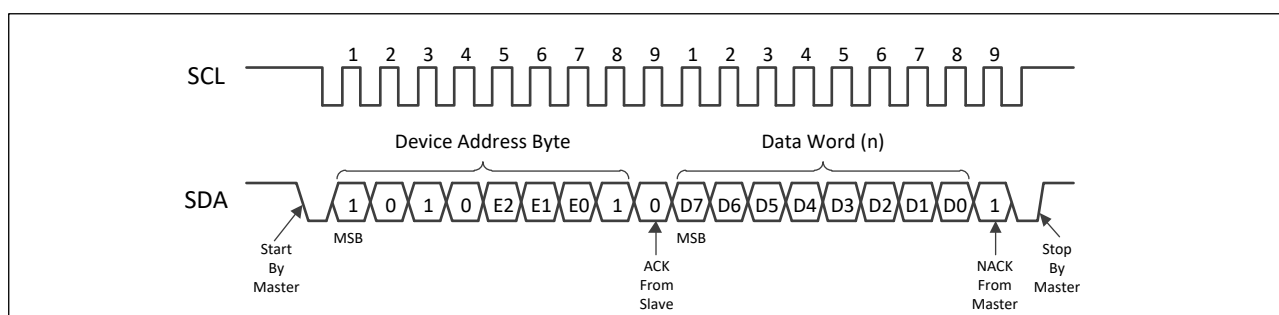 1 2 3 4 5 6 7 8 9 1 2 3 4 5 6 7 8 9
SCL
Device Address Byte Data Word (n)
SDA 1 0 1 0 E2 E1 E0 1 0 D7 D6 D5 D4 D3 D2 D1 D0 1
MSB MSB
Start
By
Master
ACK
From
Slave
NACK
From
Master
Stop
By
Master